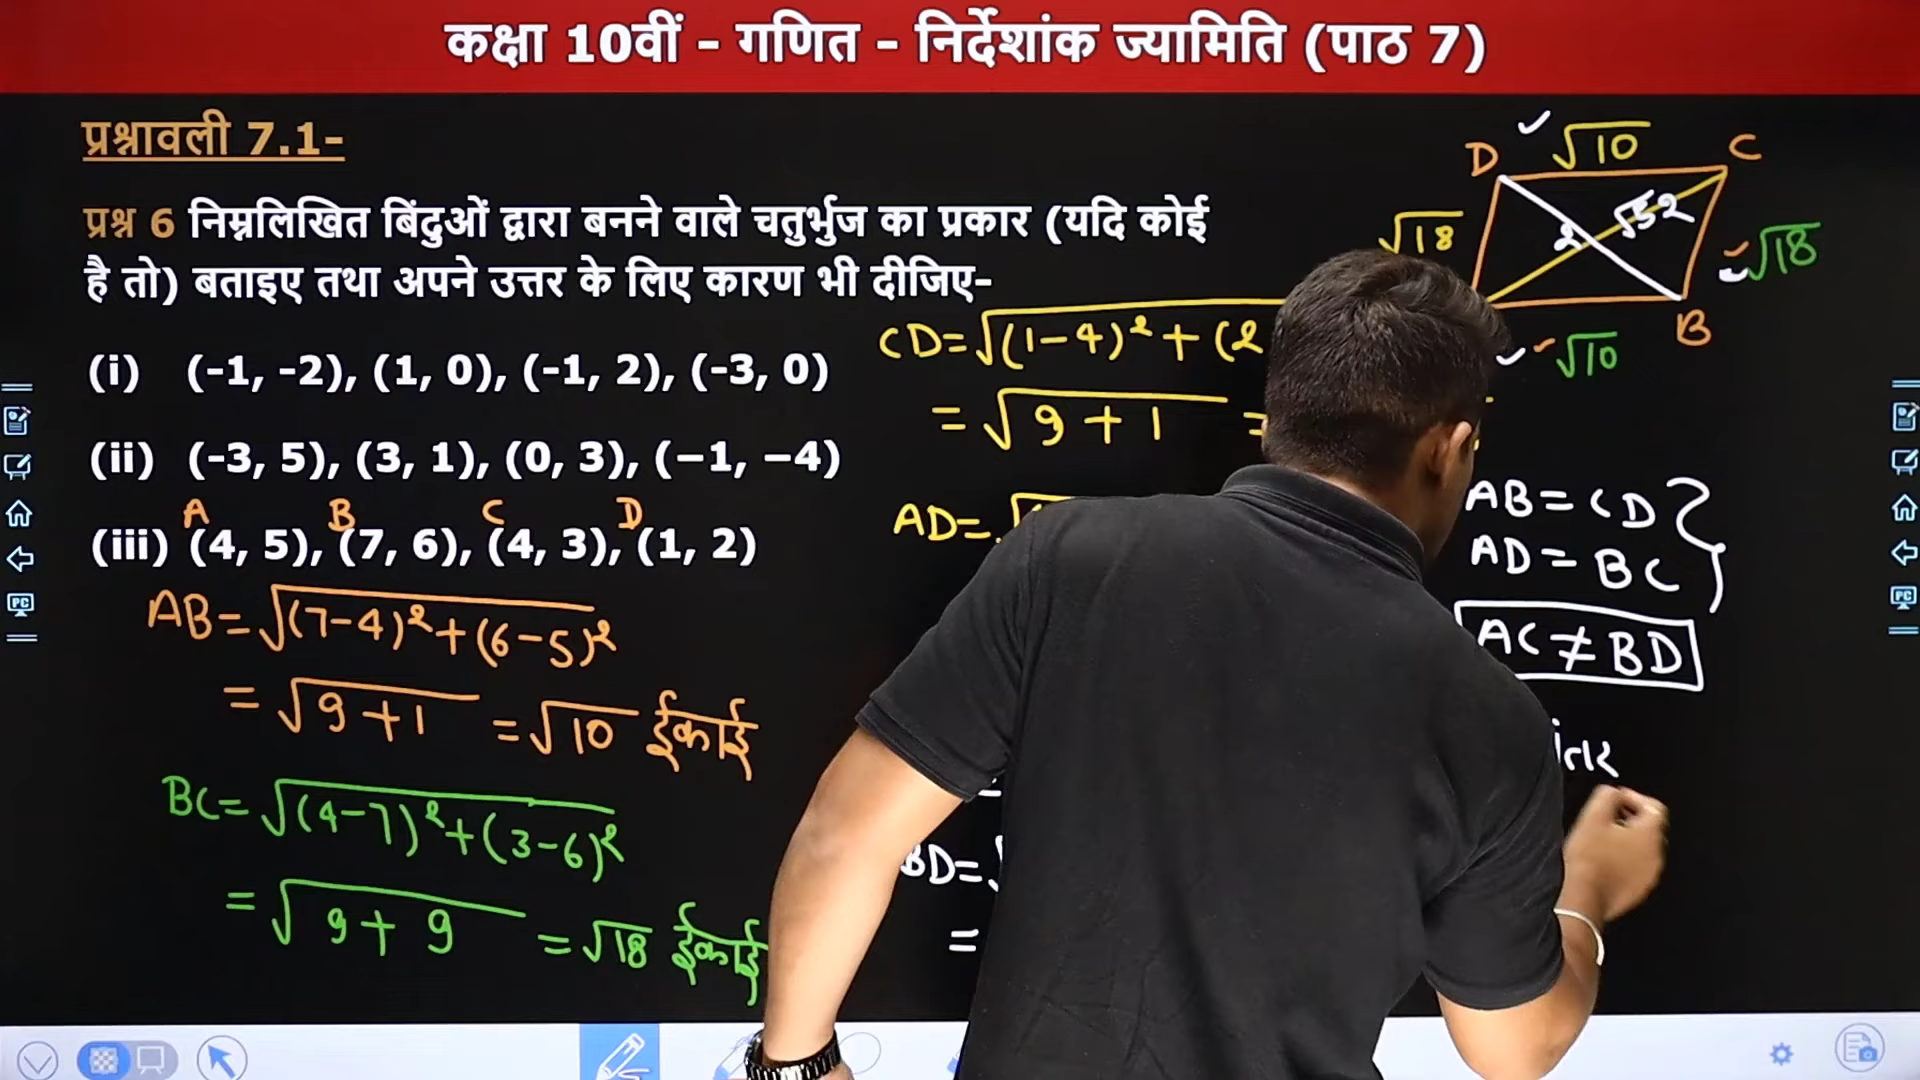 कक्षा 10वीं - गणित - निर्देशांक ज्यामिति (पाठ 7)
प्रश्नावली 7.1-
प्रश्न 6 निम्नलिखित बिंदुओं द्वारा बनने वाले चतुर्भुज का प्रकार (यदि कोई
है तो) बताइए तथा अपने उत्तर के लिए कारण भी दीजिए-
(i) (-1, -2), (1, 0), (-1, 2), (-3, 0)
(ii) (-3, 5), (3, 1), (0, 3), (−1, −4)
A B C D
(iii) (4, 5), (7, 6), (4, 3), (1, 2)
AB=√(7-4)²+(6-5)²
=√9+1 =√10 ईकाई
BC=√(4-7)²+(3-6)²
=√9+9 =√18 ईकाई
CD=√(1-4)²+(2
=√9+1 =
AD=
BD=√
=
D √10 C
√18 2 √52 √18
B
√10
AB=CD
AD=BC
AC≠BD
PC
PC